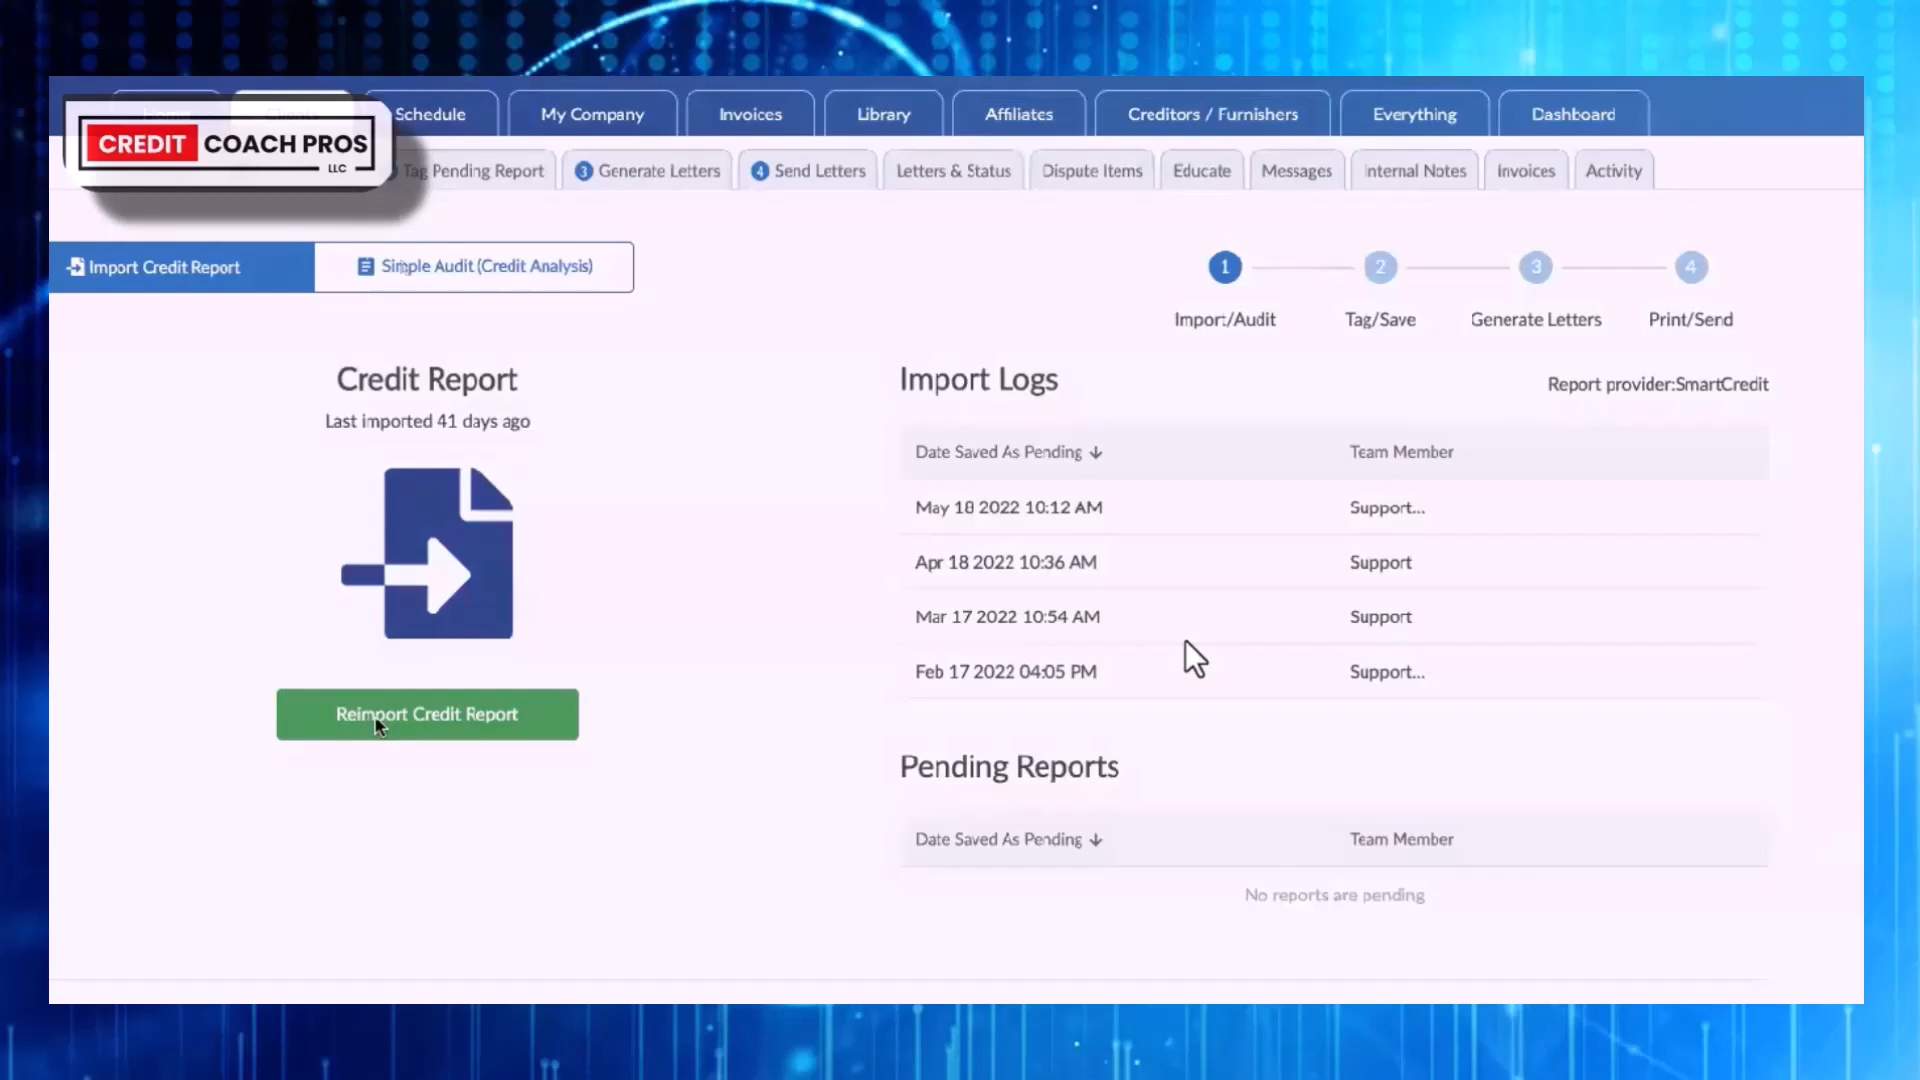 Home Clients Schedule My Company Invoices Library Affiliates Creditors / Furnishers Everything Dashboard
CREDIT COACH PROS
LLC
Tag Pending Report 3 Generate Letters 4 Send Letters Letters & Status Dispute Items Educate Messages Internal Notes Invoices Activity
Import Credit Report Simple Audit (Credit Analysis)
1 2 3 4
Import/Audit Tag/Save Generate Letters Print/Send
Credit Report
Last imported 41 days ago
Reimport Credit Report
Import Logs
Report provider:SmartCredit
Date Saved As Pending Team Member
May 18 2022 10:12 AM Support...
Apr 18 2022 10:36 AM Support
Mar 17 2022 10:54 AM Support
Feb 17 2022 04:05 PM Support...
Pending Reports
Date Saved As Pending Team Member
No reports are pending